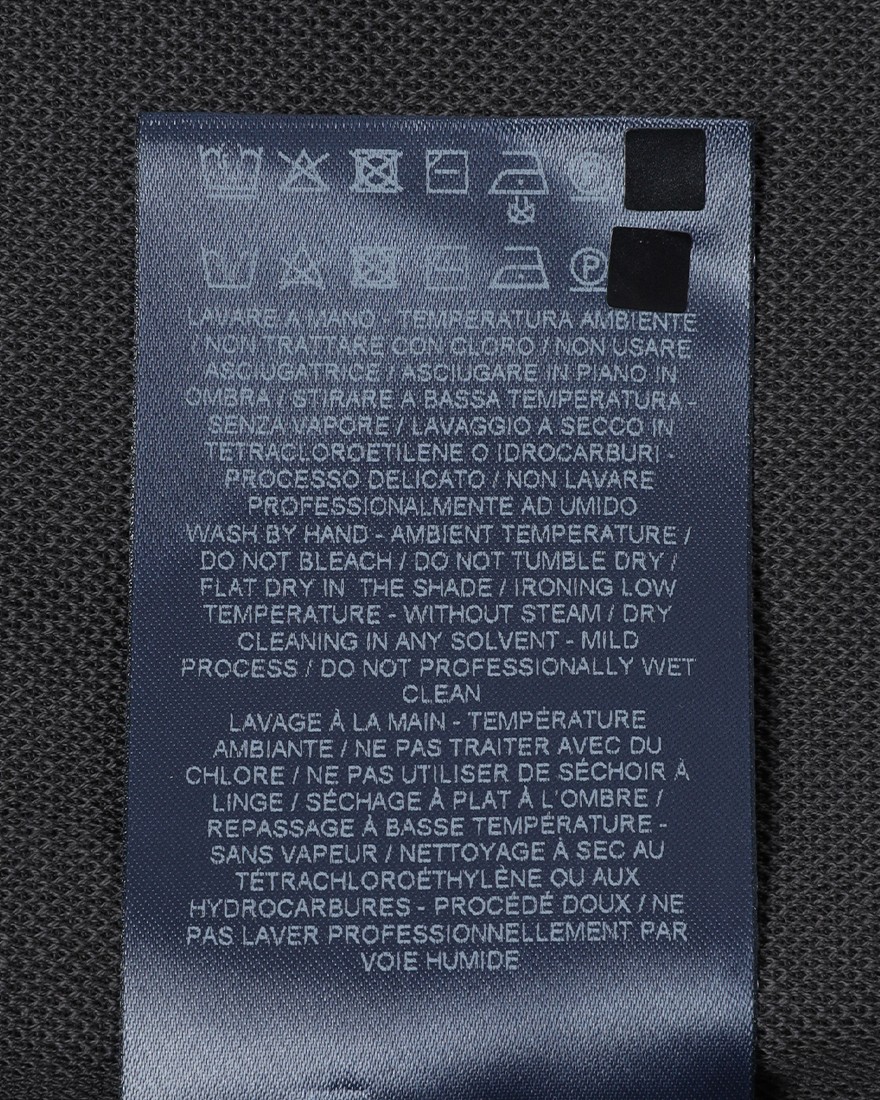 LAVARE A MANO - TEMPERATURA AMBIENTE
/ NON TRATTARE CON CLORO / NON USARE
ASCIUGATRICE / ASCIUGARE IN PIANO IN
OMBRA / STIRARE A BASSA TEMPERATURA -
SENZA VAPORE / LAVAGGIO A SECCO IN
TETRACLOROETILENE O IDROCARBURI -
PROCESSO DELICATO / NON LAVARE
PROFESSIONALMENTE AD UMIDO
WASH BY HAND - AMBIENT TEMPERATURE /
DO NOT BLEACH / DO NOT TUMBLE DRY /
FLAT DRY IN THE SHADE / IRONING LOW
TEMPERATURE - WITHOUT STEAM / DRY
CLEANING IN ANY SOLVENT - MILD
PROCESS / DO NOT PROFESSIONALLY WET
CLEAN
LAVAGE À LA MAIN - TEMPÉRATURE
AMBIANTE / NE PAS TRAITER AVEC DU
CHLORE / NE PAS UTILISER DE SÉCHOIR À
LINGE / SÉCHAGE À PLAT À L'OMBRE /
REPASSAGE À BASSE TEMPÉRATURE -
SANS VAPEUR / NETTOYAGE À SEC AU
TÉTRACHLOROÉTHYLÈNE OU AUX
HYDROCARBURES - PROCÉDÉ DOUX / NE
PAS LAVER PROFESSIONNELLEMENT PAR
VOIE HUMIDE
P